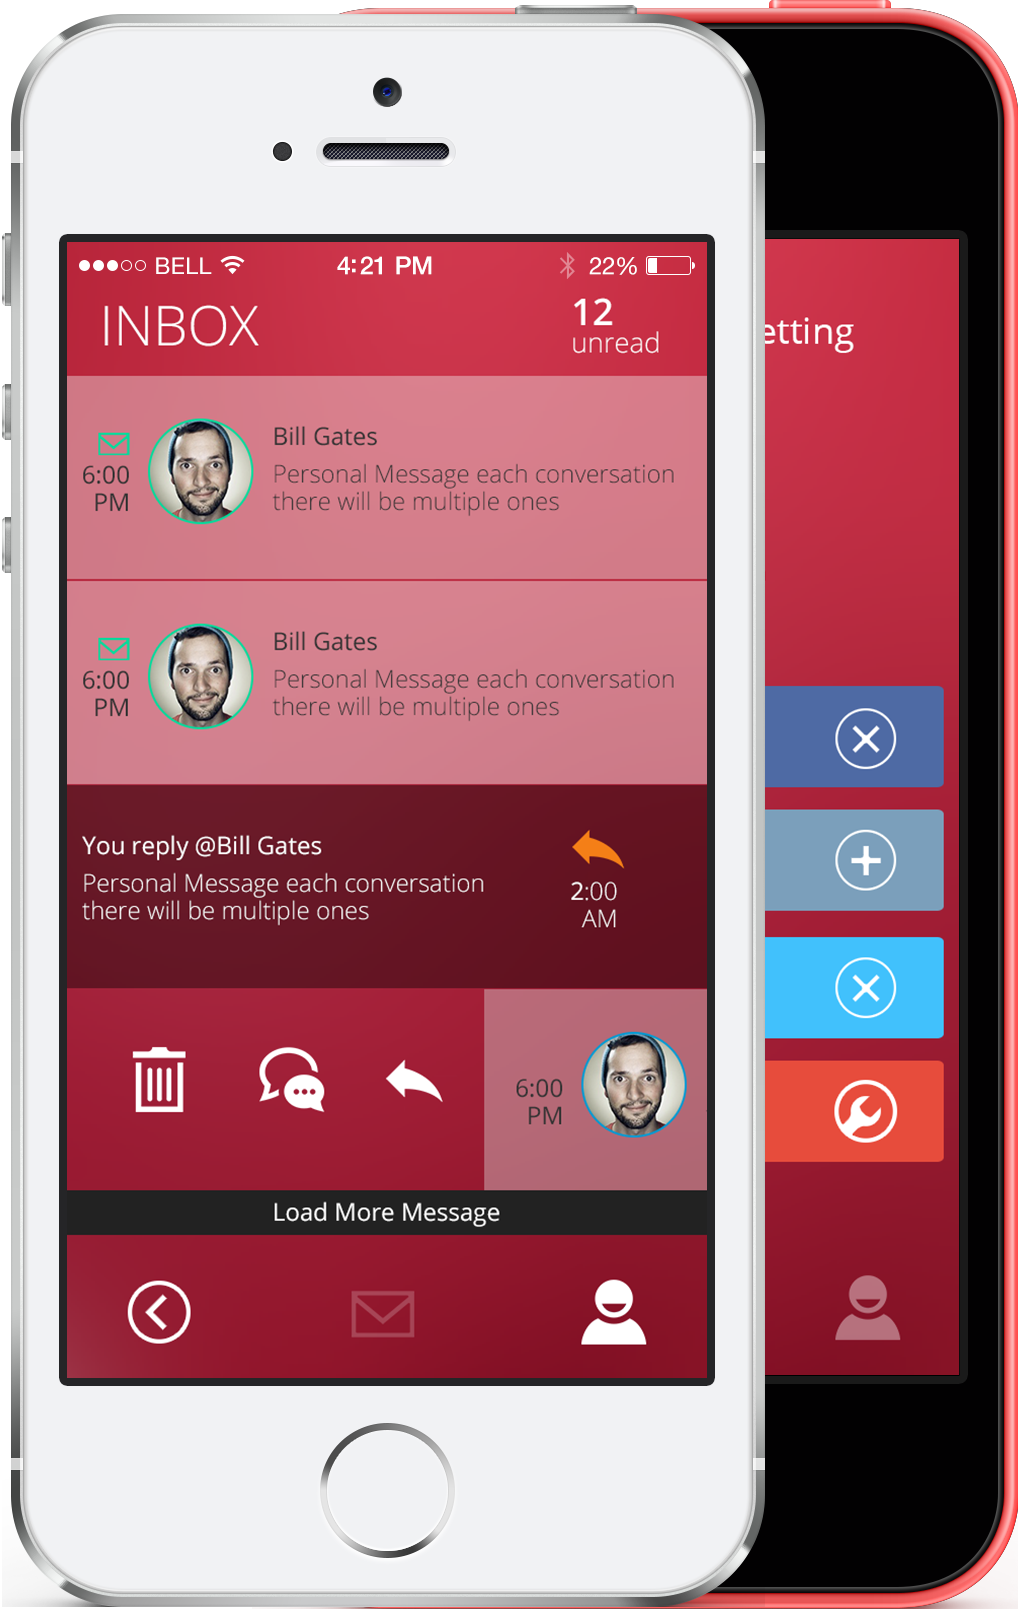 BELL 4:21 PM 22%
INBOX
12
unread
etting
Bill Gates
Personal Message each conversation
there will be multiple ones
6:00
PM
Bill Gates
Personal Message each conversation
there will be multiple ones
6:00
PM
You reply @Bill Gates
Personal Message each conversation
there will be multiple ones
2:00
AM
6:00
PM
Load More Message